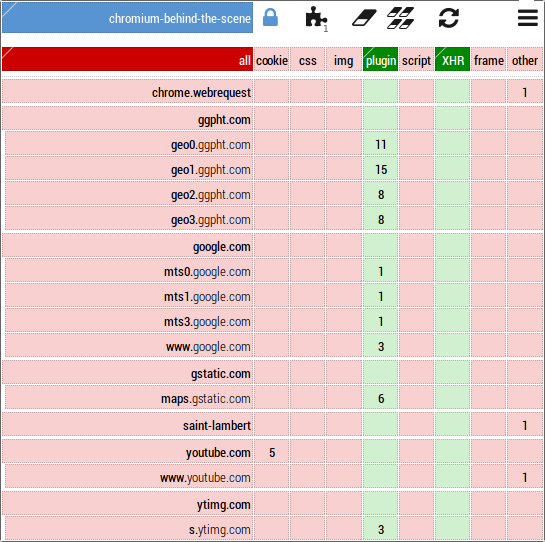 chromium-behind-the-scene 1
all cookie css img plugin script XHR frame other
chrome.webrequest 1
ggpht.com
geo0.ggpht.com 11
geo1.ggpht.com 15
geo2.ggpht.com 8
geo3.ggpht.com 8
google.com
mts0.google.com 1
mts1.google.com 1
mts3.google.com 1
www.google.com 3
gstatic.com
maps.gstatic.com 6
saint-lambert 1
youtube.com 5
www.youtube.com 1
ytimg.com
s.ytimg.com 3